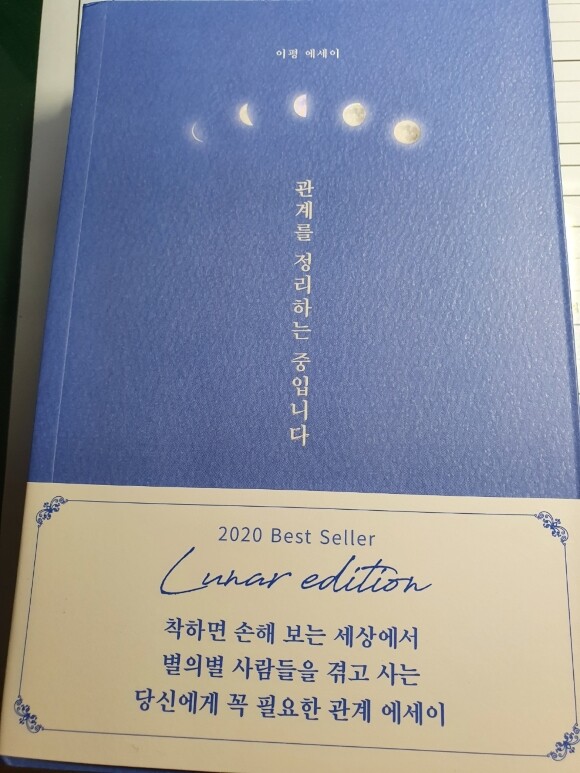 이평 에세이
관계를 정리하는 중입니다
2020 Best Seller
Lunar edition
착하면 손해 보는 세상에서
별의별 사람들을 겪고 사는
당신에게 꼭 필요한 관계 에세이